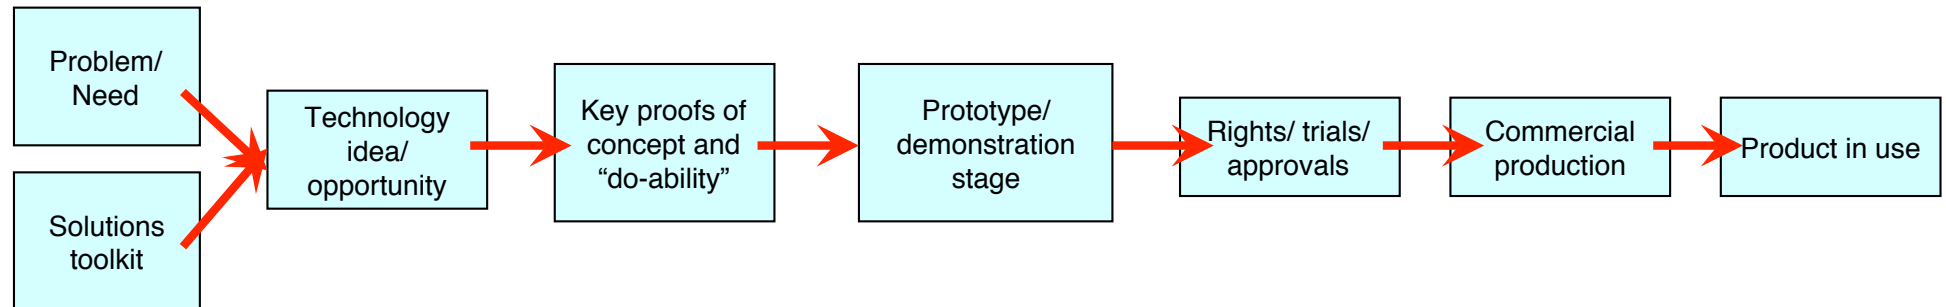 Problem/
Need
Solutions
toolkit
Technology
idea/
opportunity
Key proofs of
concept and
“do-ability”
Prototype/
demonstration
stage
Rights/ trials/
approvals
Commercial
production
Product in use